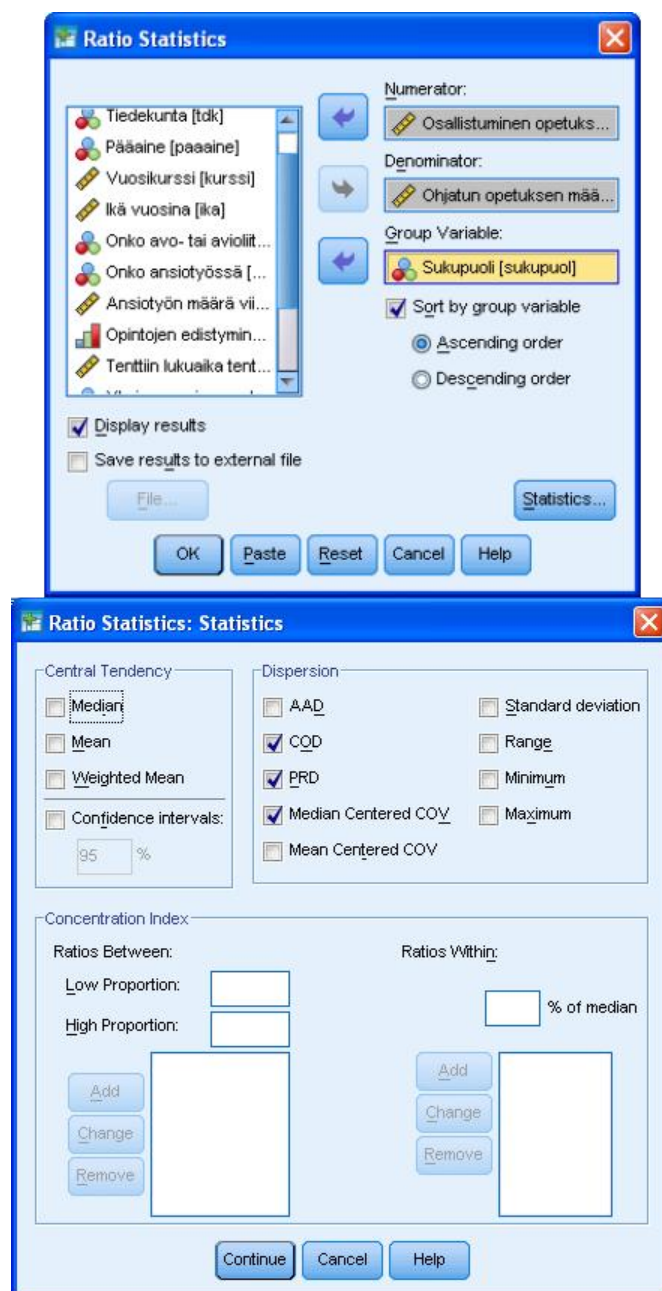 Ratio Statistics
Tiedekunta [tdk]
Pääaine [paaaine]
Vuosikurssi [kurssi]
Ikä vuosina [ika]
Onko avo- tai avioliit...
Onko ansiotyössä [...
Ansiotyön määrä vii...
Opintojen edistymin...
Tenttiin lukuaika tent...
Numerator:
Osallistuminen opetuks...
Denominator:
Ohjatun opetuksen mää...
Group Variable:
Sukupuoli [sukupuol]
Sort by group variable
Ascending order
Descending order
Display results
Save results to external file
File...
Statistics...
OK Paste Reset Cancel Help
Ratio Statistics: Statistics
Central Tendency
Median
Mean
Weighted Mean
Confidence intervals:
95 %
Dispersion
AAD
COD
PRD
Median Centered COV
Mean Centered COV
Standard deviation
Range
Minimum
Maximum
Concentration Index
Ratios Between:
Low Proportion:
High Proportion:
Add
Change
Remove
Ratios Within:
% of median
Add
Change
Remove
Continue Cancel Help